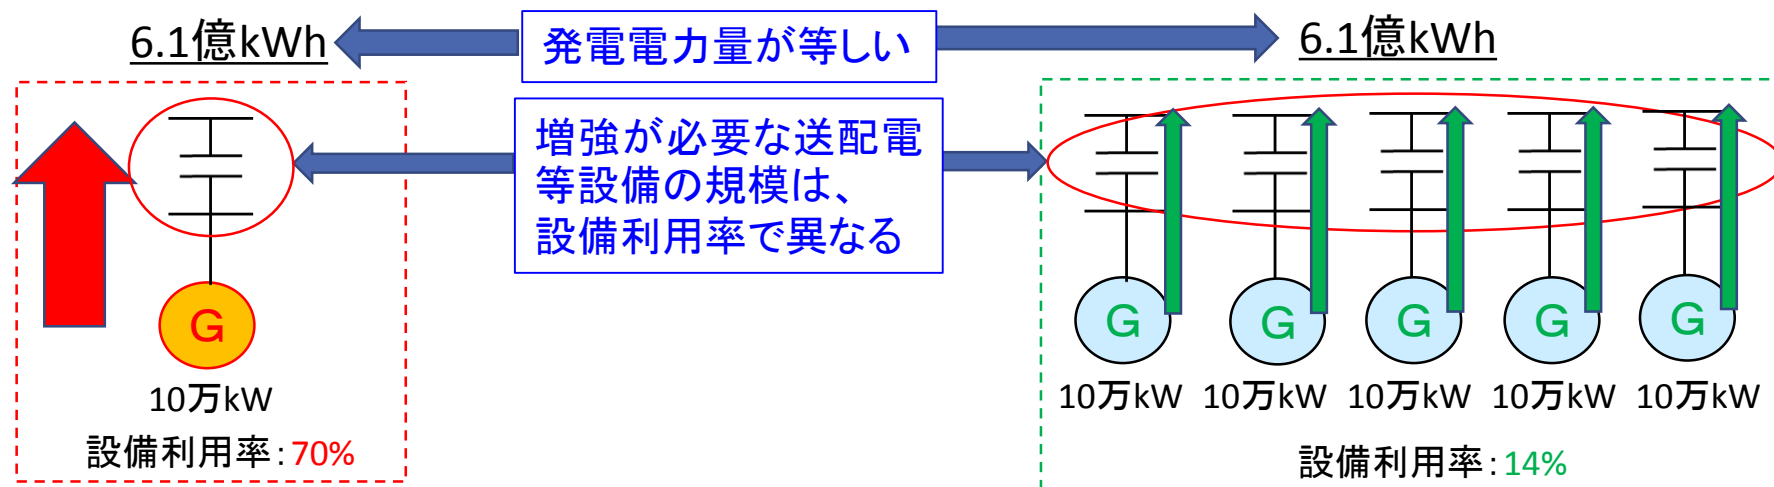 6.1億kWh
発電電力量が等しい
6.1億kWh
増強が必要な送配電
等設備の規模は、
設備利用率で異なる
G
10万kW
設備利用率:70%
G G G G G
10万kW 10万kW 10万kW 10万kW 10万kW
設備利用率:14%